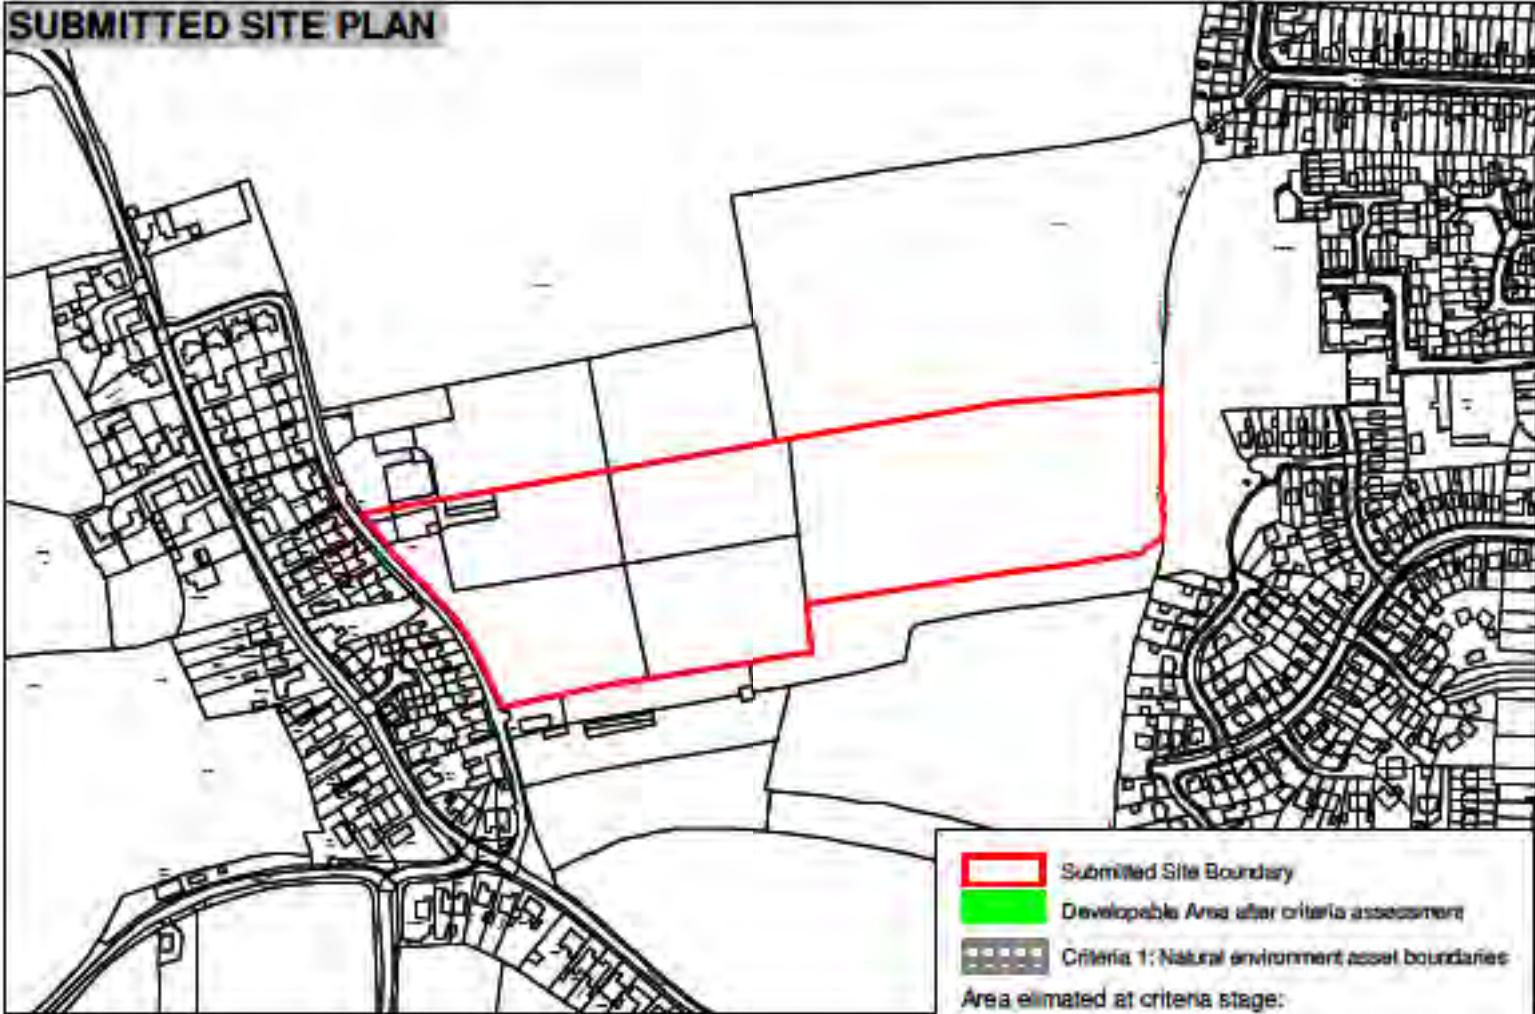 SUBMITTED SITE PLAN
Submitted Site Boundary
Developable Area after criteria assessment
Criteria 1: Natural environment asset boundaries
Area elimated at criteria stage: